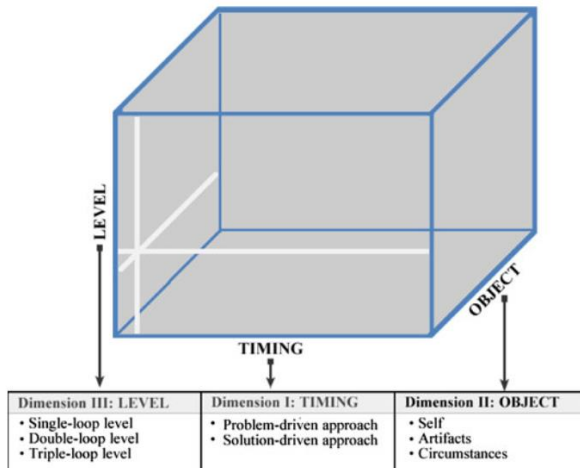 LEVEL
OBJECT
TIMING
Dimension III: LEVEL
• Single-loop level
• Double-loop level
• Triple-loop level
Dimension I: TIMING
• Problem-driven approach
• Solution-driven approach
Dimension II: OBJECT
• Self
• Artifacts
• Circumstances